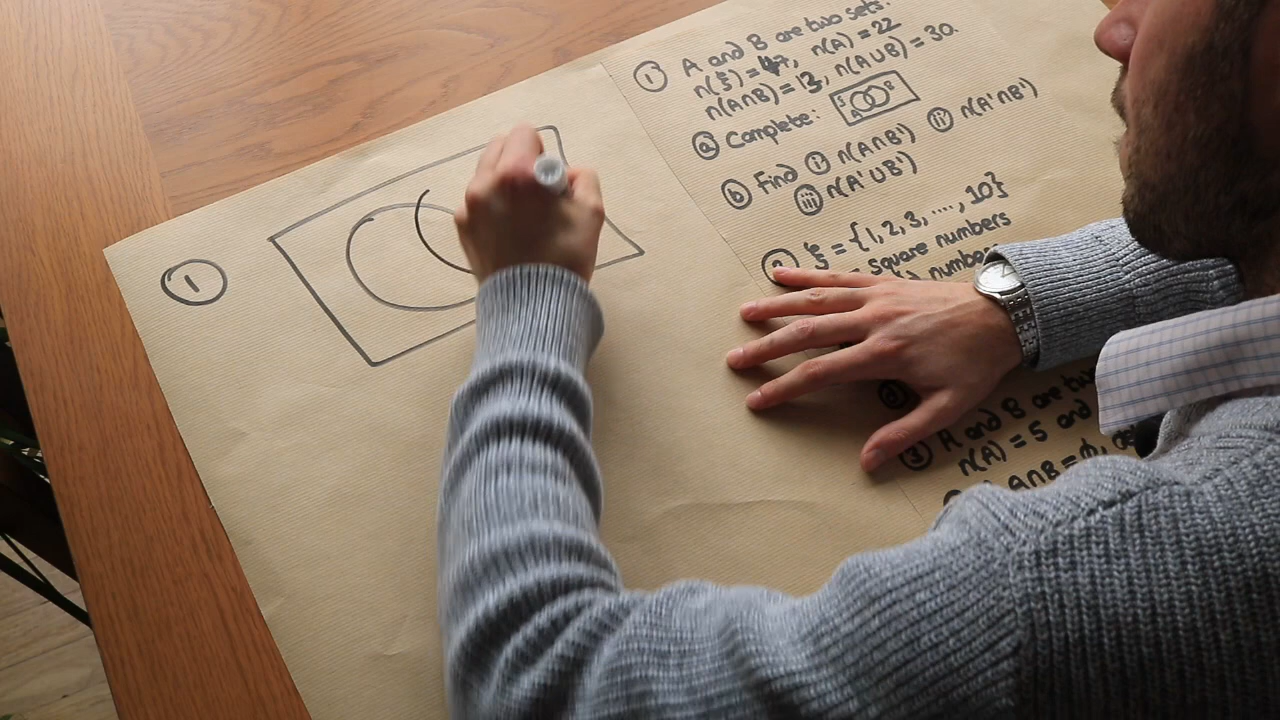 ①
① A and B are two sets.
n(ξ) = 47, n(A) = 22
n(A∩B) = 13, n(A∪B) = 30.
ⓐ Complete: ξ A B
ⓑ Find ⓘ n(A∩B') ⓘⓘ n(A'∩B')
ⓘⓘⓘ n(A'∪B')
ξ = {1, 2, 3, ...., 10}
= square numbers
numbers
③ A and B are two
n(A) = 5 and
A∩B = ϕ,